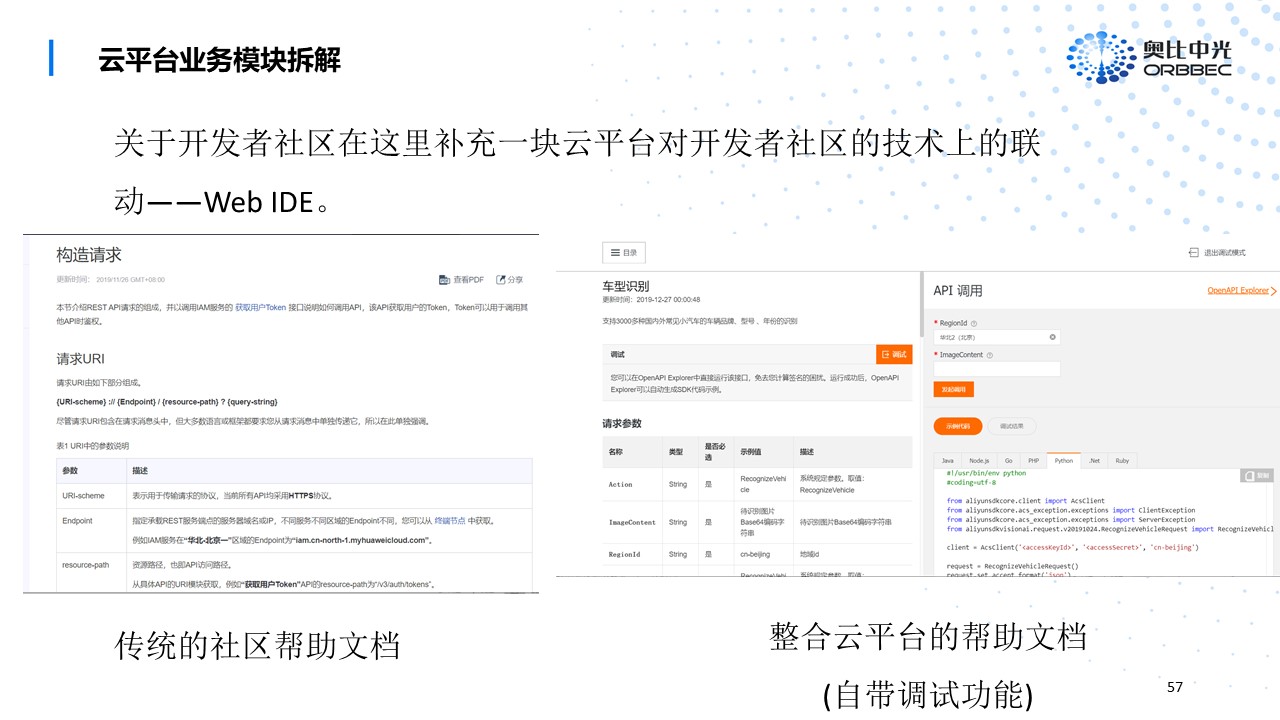 云平台业务模块拆解
奥比中光
ORBBEC
关于开发者社区在这里补充一块云平台对开发者社区的技术上的联
动——Web IDE。
构造请求
更新时间： 2019/11/26 GMT+08:00
查看PDF 分享
本节介绍REST API请求的组成，并以调用IAM服务的 获取用户Token 接口说明如何调用API，该API获取用户的Token，Token可以用于调用其
他API时鉴权。
请求URI
请求URI由如下部分组成。
{URI-scheme} :// {Endpoint} / {resource-path} ? {query-string}
尽管请求URI包含在请求消息头中，但大多数语言或框架都要求您从请求消息中单独传递它，所以在此单独强调。
表1 URI中的参数说明
参数 描述
URI-scheme 表示用于传输请求的协议，当前所有API均采用HTTPS协议。
Endpoint 指定承载REST服务端点的服务器域名或IP，不同服务不同区域的Endpoint不同，您可以从 终端节点 中获取。
例如IAM服务在“华北-北京一”区域的Endpoint为“iam.cn-north-1.myhuaweicloud.com”。
resource-path 资源路径，也即API访问路径。
从具体API的URI模块获取，例如“获取用户Token”API的resource-path为“/v3/auth/tokens”。
目录
退出调试模式
车型识别
更新时间：2019-12-27 00:00:48
支持3000多种国内外常见小汽车的车辆品牌、型号 、年份的识别
调试
调试
您可以在OpenAPI Explorer中直接运行该接口，免去您计算签名的困扰。运行成功后，OpenAPI
Explorer可以自动生成SDK代码示例。
请求参数
名称 类型 是否必选 示例值 描述
Action String 是 RecognizeVehicle 系统规定参数。取值：RecognizeVehicle
ImageContent String 是 待识别图片Base64编码字符串 待识别图片Base64编码字符串
RegionId String 是 cn-beijing 地域id
RecognizeVehi 系统规定参数。取值：
API 调用
OpenAPI Explorer
* RegionId
华北2（北京）
* ImageContent
发起调用
示例代码 调试结果
Java Node.js Go PHP Python .Net Ruby
复制
#!/usr/bin/env python
#coding=utf-8
from aliyunsdkcore.client import AcsClient
from aliyunsdkcore.acs_exception.exceptions import ClientException
from aliyunsdkcore.acs_exception.exceptions import ServerException
from aliyunsdkvisionai.request.v20191024.RecognizeVehicleRequest import RecognizeVehicl
client = AcsClient('<accessKeyId>', '<accessSecret>', 'cn-beijing')
request = RecognizeVehicleRequest()
request.set_accept_format('json')
传统的社区帮助文档
整合云平台的帮助文档
(自带调试功能)
57